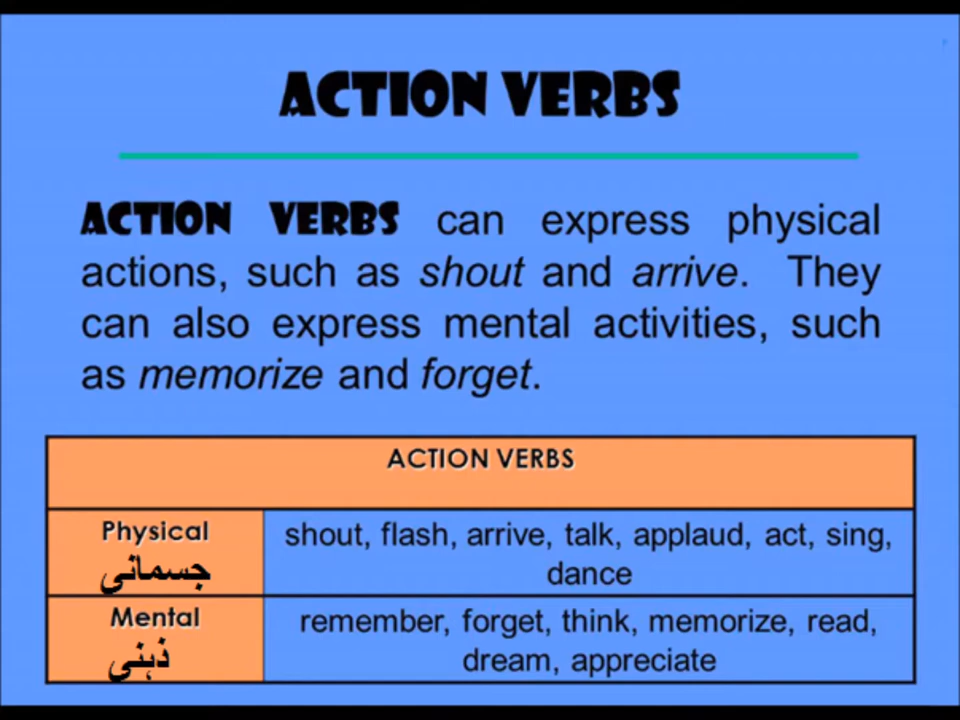 ACTION VERBS
ACTION VERBS can express physical
actions, such as shout and arrive. They
can also express mental activities, such
as memorize and forget.
ACTION VERBS
Physical
جسمانی
shout, flash, arrive, talk, applaud, act, sing,
dance
Mental
ذہنی
remember, forget, think, memorize, read,
dream, appreciate